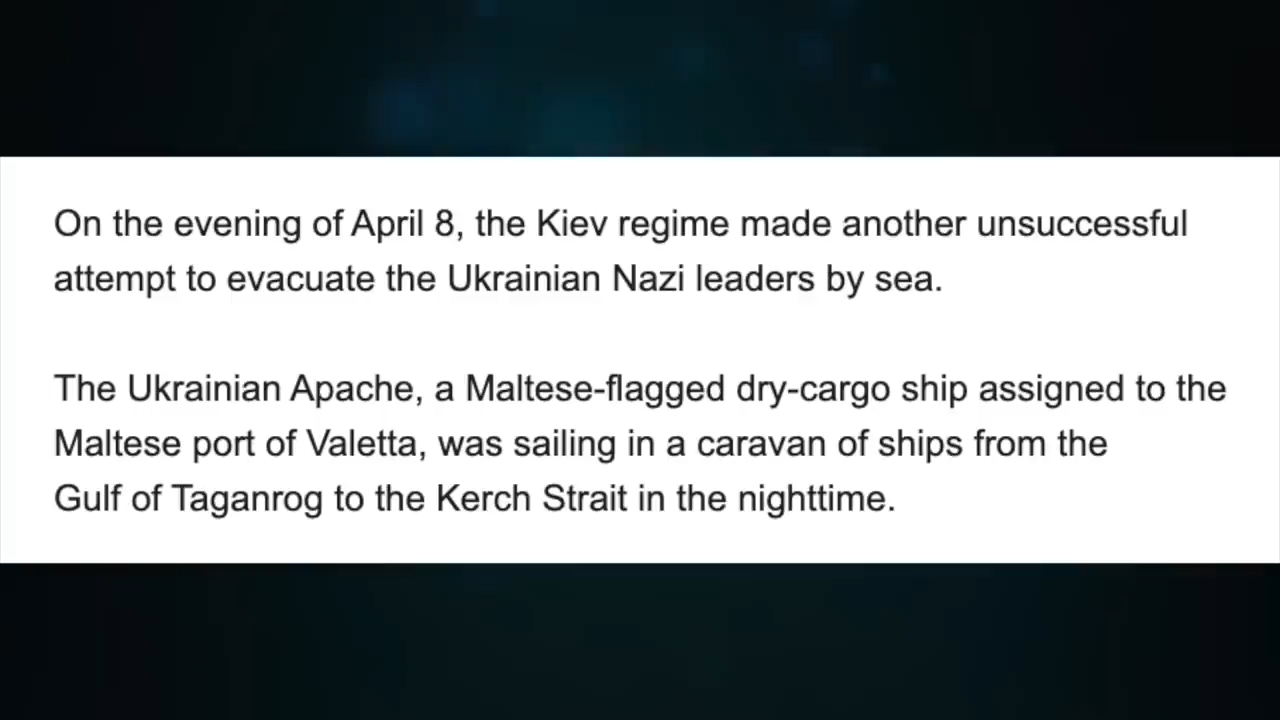 On the evening of April 8, the Kiev regime made another unsuccessful
attempt to evacuate the Ukrainian Nazi leaders by sea.
The Ukrainian Apache, a Maltese-flagged dry-cargo ship assigned to the
Maltese port of Valetta, was sailing in a caravan of ships from the
Gulf of Taganrog to the Kerch Strait in the nighttime.